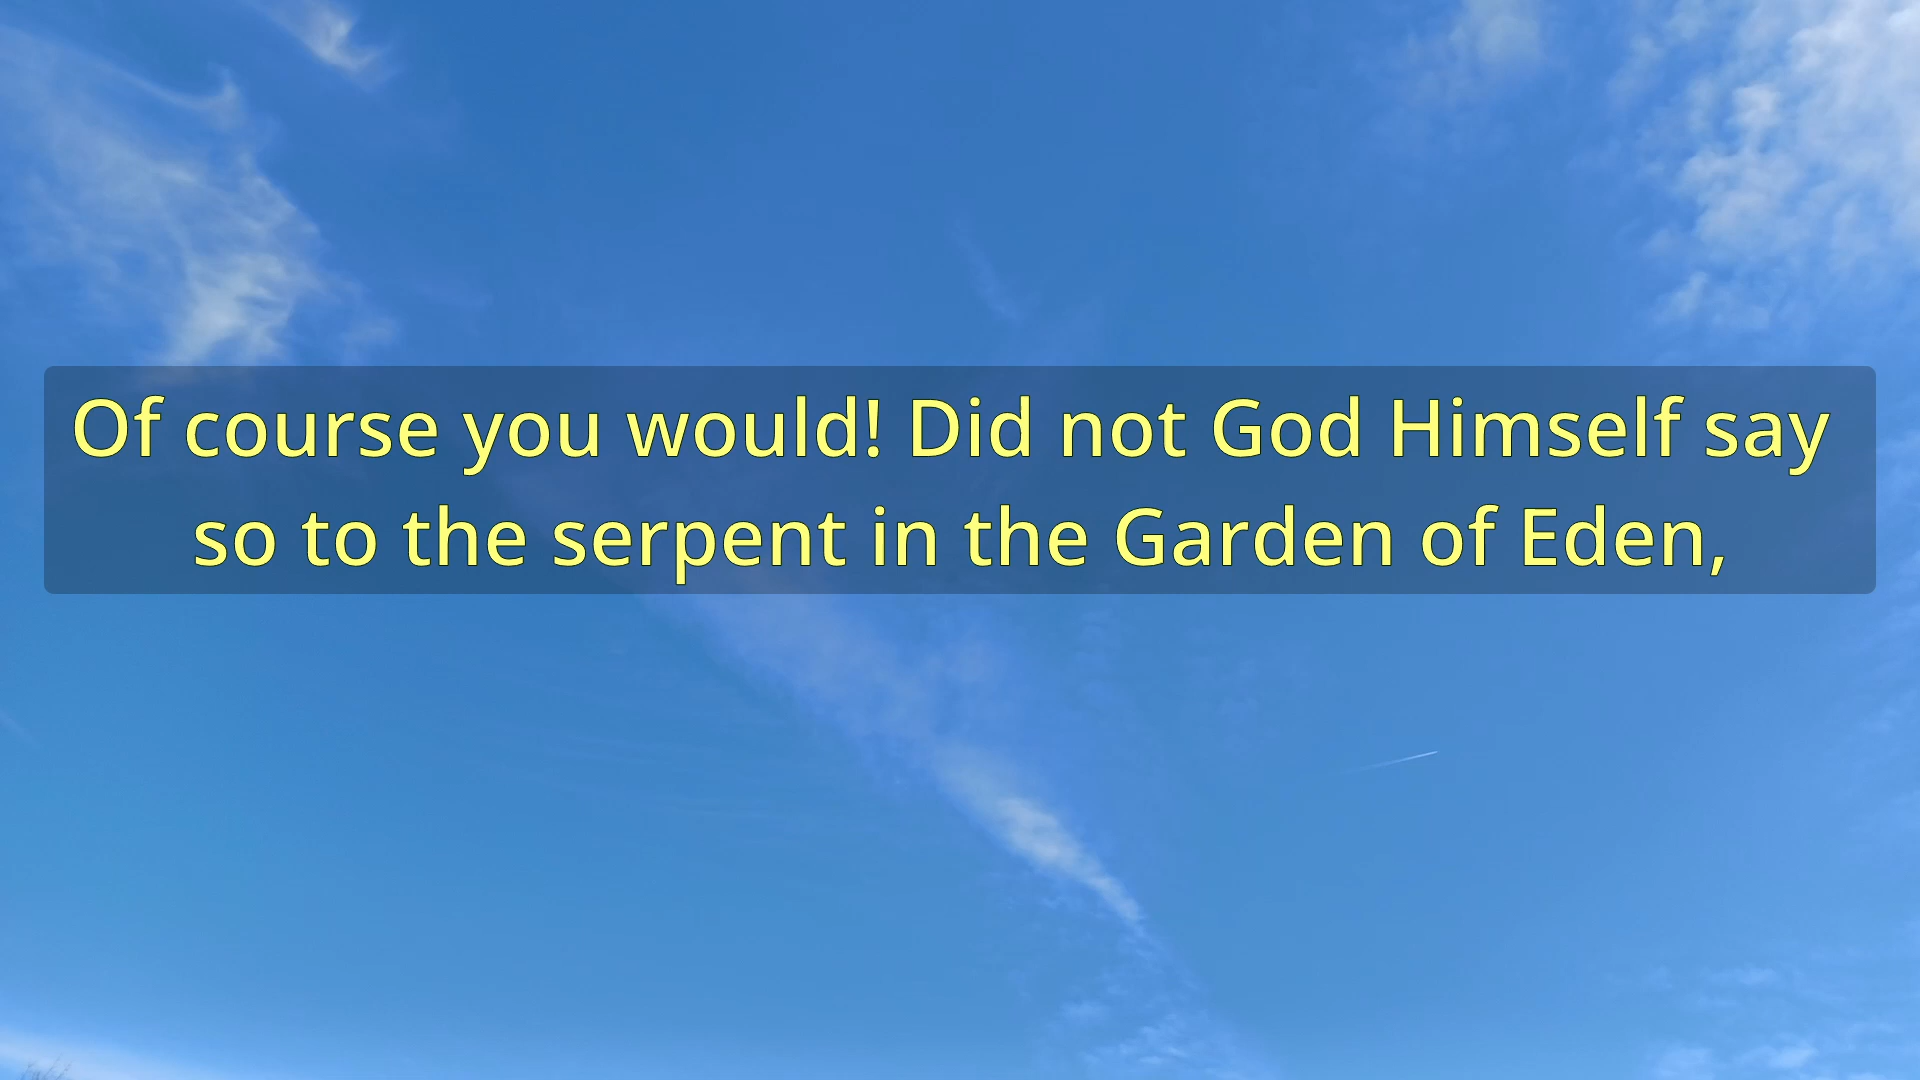 Of course you would! Did not God Himself say
so to the serpent in the Garden of Eden,